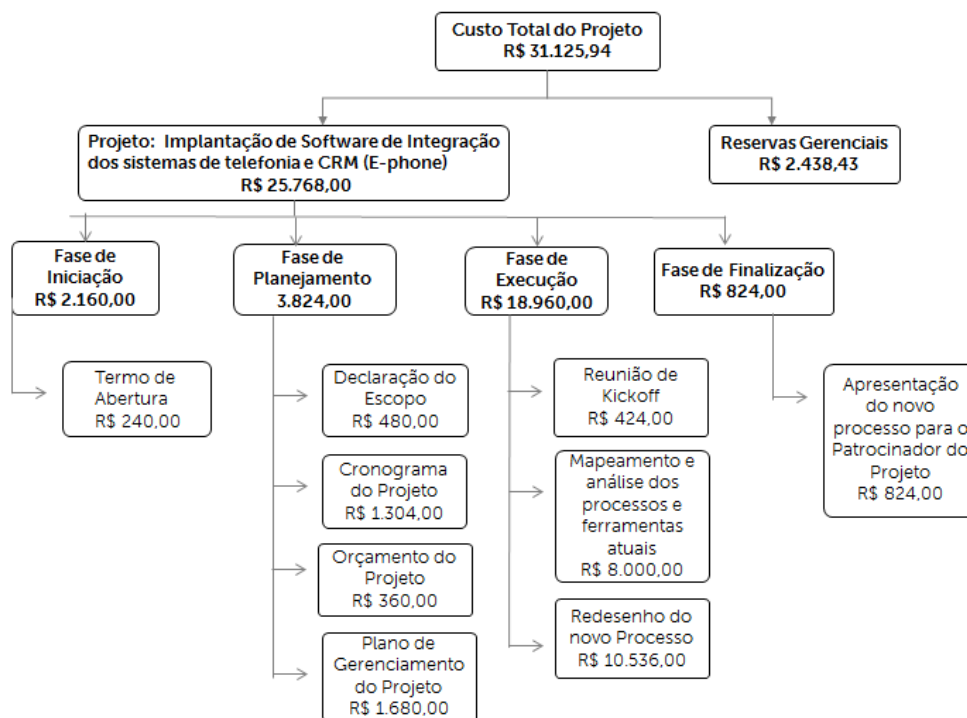 Custo Total do Projeto
R$ 31.125,94
Projeto: Implantação de Software de Integração
dos sistemas de telefonia e CRM (E-phone)
R$ 25.768,00
Reservas Gerenciais
R$ 2.438,43
Fase de
Iniciação
R$ 2.160,00
Fase de
Planejamento
3.824,00
Fase de
Execução
R$ 18.960,00
Fase de Finalização
R$ 824,00
Termo de
Abertura
R$ 240,00
Declaração do
Escopo
R$ 480,00
Cronograma
do Projeto
R$ 1.304,00
Orçamento do
Projeto
R$ 360,00
Plano de
Gerenciamento
do Projeto
R$ 1.680,00
Reunião de
Kickoff
R$ 424,00
Mapeamento e
análise dos
processos e
ferramentas
atuais
R$ 8.000,00
Redesenho do
novo Processo
R$ 10.536,00
Apresentação
do novo
processo para o
Patrocinador do
Projeto
R$ 824,00